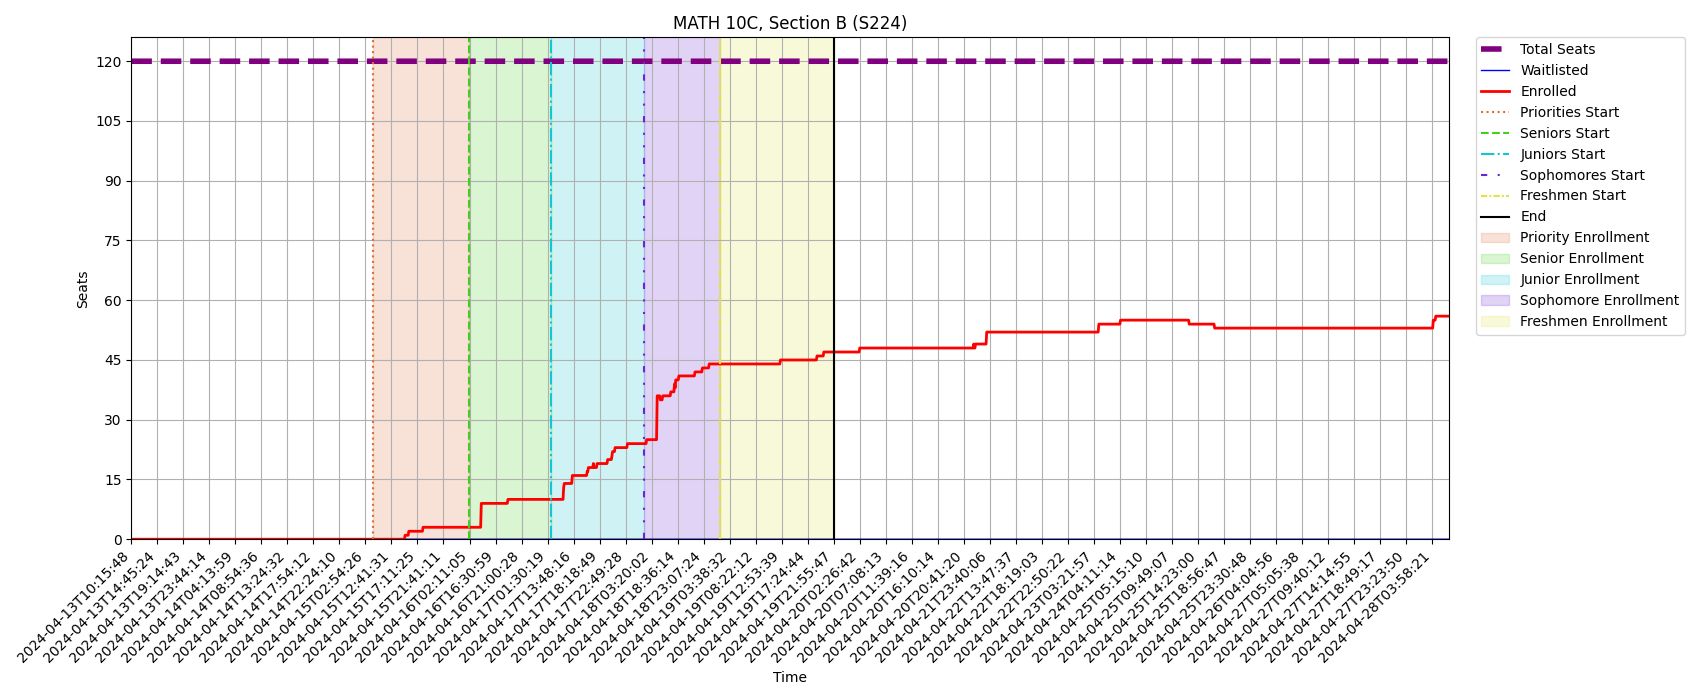 MATH 10C, Section B (S224)
Total Seats
Waitlisted
Enrolled
Priorities Start
Seniors Start
Juniors Start
Sophomores Start
Freshmen Start
End
Priority Enrollment
Senior Enrollment
Junior Enrollment
Sophomore Enrollment
Freshmen Enrollment
Seats
120
105
90
75
60
45
30
15
0
2024-04-13T10:15:48
2024-04-13T14:45:24
2024-04-13T19:14:43
2024-04-13T23:44:14
2024-04-14T04:13:59
2024-04-14T08:54:36
2024-04-14T13:24:32
2024-04-14T17:54:12
2024-04-14T22:24:10
2024-04-15T02:54:26
2024-04-15T12:41:31
2024-04-15T17:11:25
2024-04-15T21:41:11
2024-04-16T02:11:05
2024-04-16T16:30:59
2024-04-16T21:00:28
2024-04-17T01:30:19
2024-04-17T13:48:16
2024-04-17T18:18:49
2024-04-17T22:49:28
2024-04-18T03:20:02
2024-04-18T18:36:14
2024-04-18T23:07:24
2024-04-19T03:38:32
2024-04-19T08:22:12
2024-04-19T12:53:39
2024-04-19T17:24:44
2024-04-19T21:55:47
2024-04-20T02:26:42
2024-04-20T07:08:13
2024-04-20T11:39:16
2024-04-20T16:10:14
2024-04-20T20:41:20
2024-04-21T23:40:06
2024-04-22T13:47:37
2024-04-22T18:19:03
2024-04-22T22:50:22
2024-04-23T03:21:57
2024-04-24T04:11:14
2024-04-25T05:15:10
2024-04-25T09:49:07
2024-04-25T14:23:00
2024-04-25T18:56:47
2024-04-25T23:30:48
2024-04-26T04:04:56
2024-04-27T05:05:38
2024-04-27T09:40:12
2024-04-27T14:14:55
2024-04-27T18:49:17
2024-04-27T23:23:50
2024-04-28T03:58:21
Time